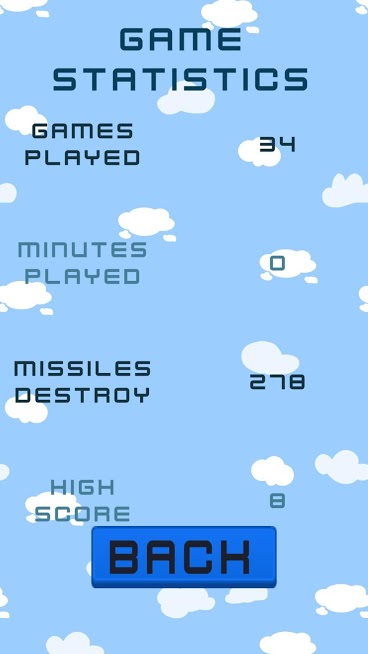 GAME
STATISTICS
GAMES
PLAYED
34
MINUTES
PLAYED
0
MISSILES
DESTROY
278
HIGH
SCORE
8
BACK